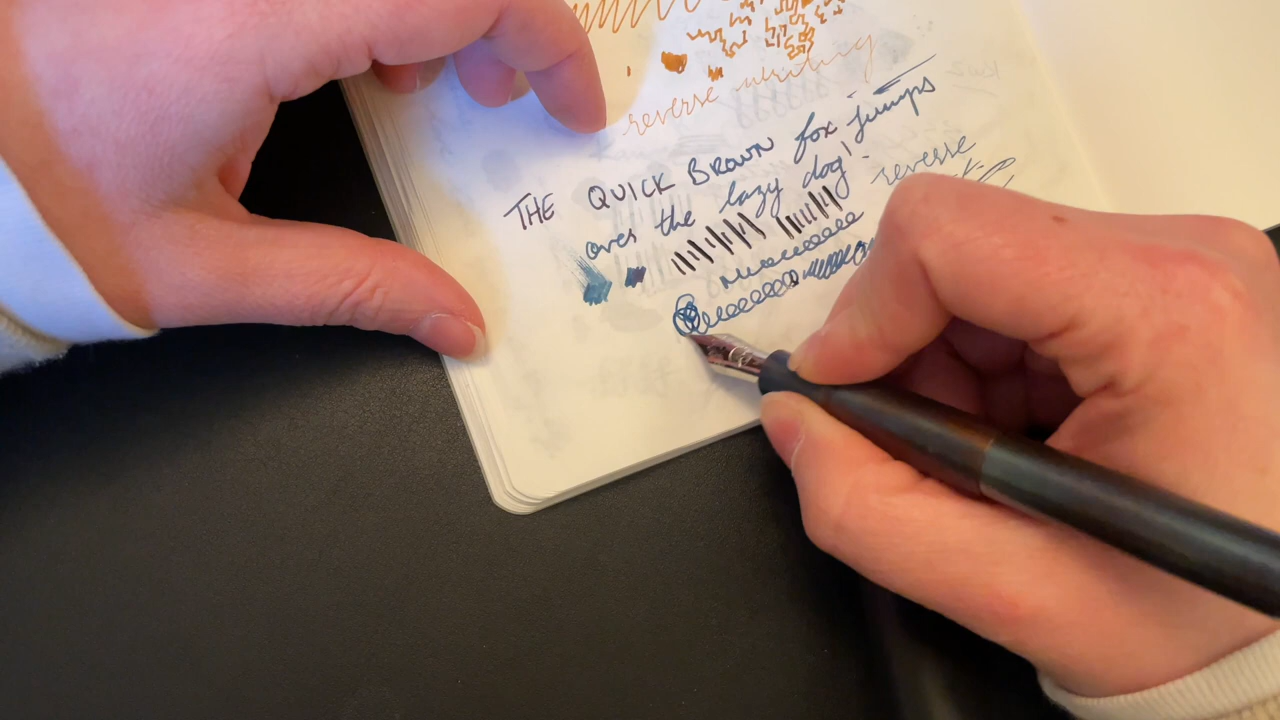 reverse writing
THE QUICK BROWN fox jumps
over the lazy dog!
reverse